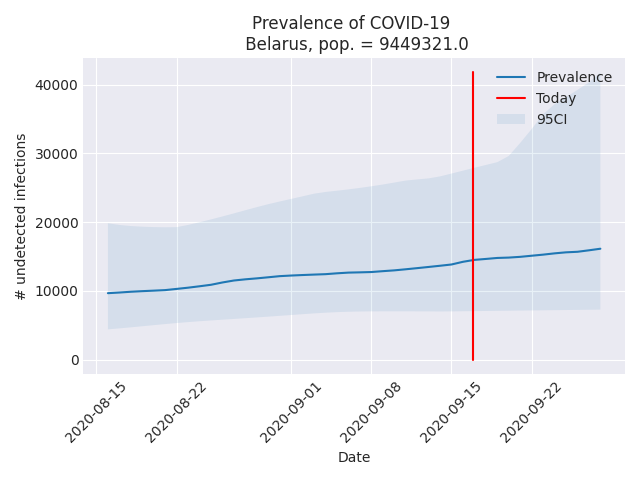 Prevalence of COVID-19
Belarus, pop. = 9449321.0
# undetected infections
40000
30000
20000
10000
0
Prevalence
Today
95CI
2020-08-15
2020-08-22
2020-09-01
2020-09-08
2020-09-15
2020-09-22
Date